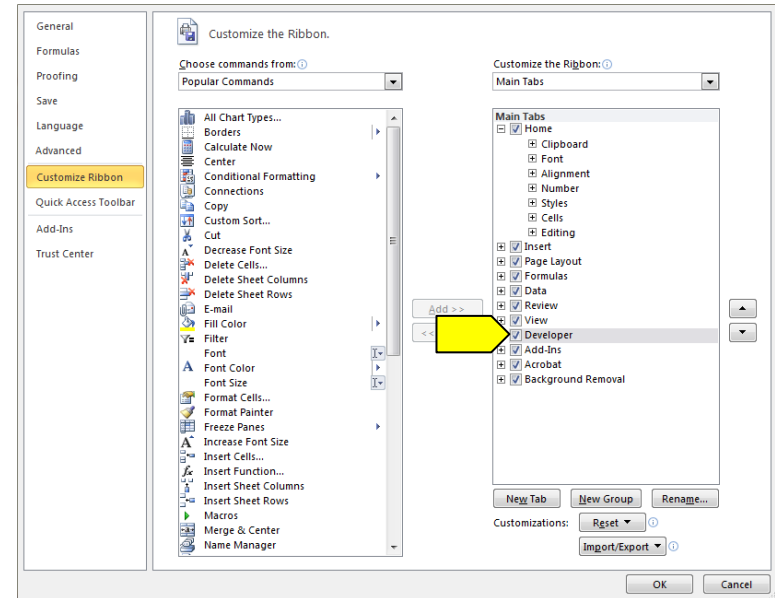 General
Formulas
Proofing
Save
Language
Advanced
Customize Ribbon
Quick Access Toolbar
Add-Ins
Trust Center
Customize the Ribbon.
Choose commands from:
Popular Commands
All Chart Types...
Borders
Calculate Now
Center
Conditional Formatting
Connections
Copy
Custom Sort...
Cut
Decrease Font Size
Delete Cells...
Delete Sheet Columns
Delete Sheet Rows
E-mail
Fill Color
Filter
Font
Font Color
Font Size
Format Cells...
Format Painter
Freeze Panes
Increase Font Size
Insert Cells...
Insert Function...
Insert Sheet Columns
Insert Sheet Rows
Macros
Merge & Center
Name Manager
Add >>
<<
Customize the Ribbon:
Main Tabs
Main Tabs
Home
Clipboard
Font
Alignment
Number
Styles
Cells
Editing
Insert
Page Layout
Formulas
Data
Review
View
Developer
Add-Ins
Acrobat
Background Removal
New Tab New Group Rename...
Customizations: Reset
Import/Export
OK Cancel